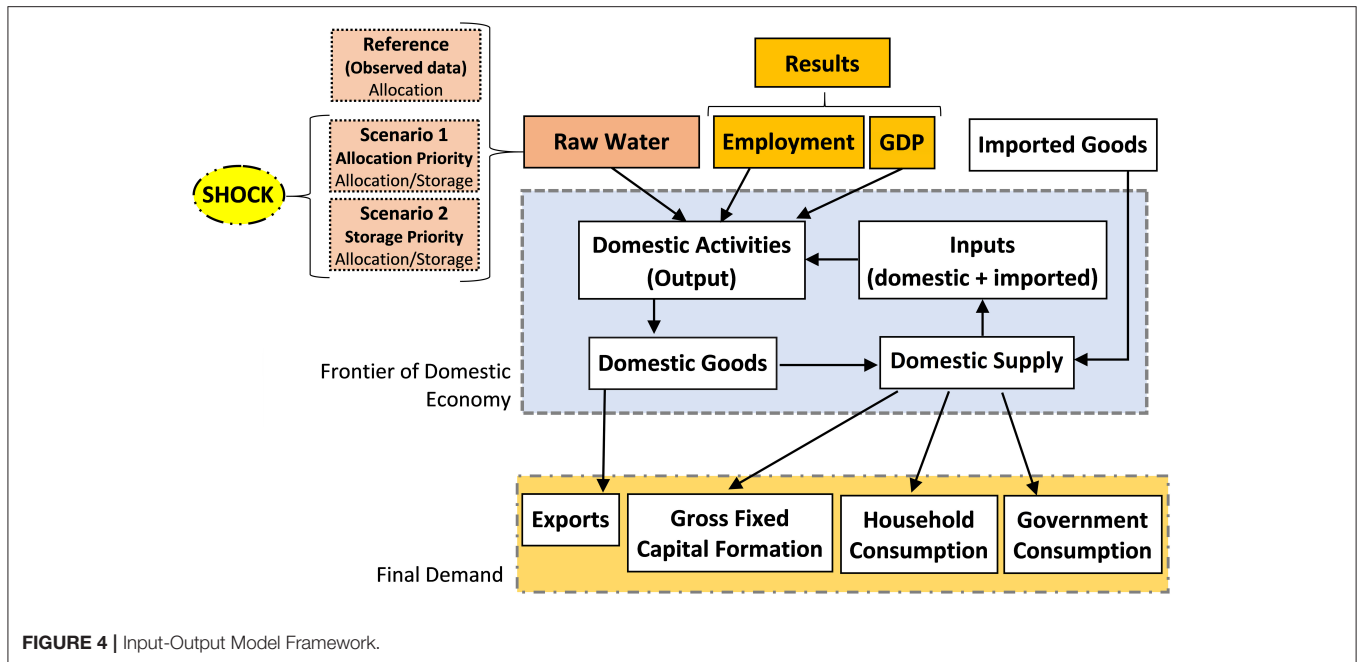 Reference
(Observed data)
Allocation
Scenario 1
Allocation Priority
Allocation/Storage
Scenario 2
Storage Priority
Allocation/Storage
SHOCK
Results
Raw Water
Employment
GDP
Imported Goods
Domestic Activities
(Output)
Inputs
(domestic + imported)
Domestic Goods
Domestic Supply
Frontier of Domestic
Economy
Exports
Gross Fixed
Capital Formation
Household
Consumption
Government
Consumption
Final Demand
FIGURE 4 | Input-Output Model Framework.